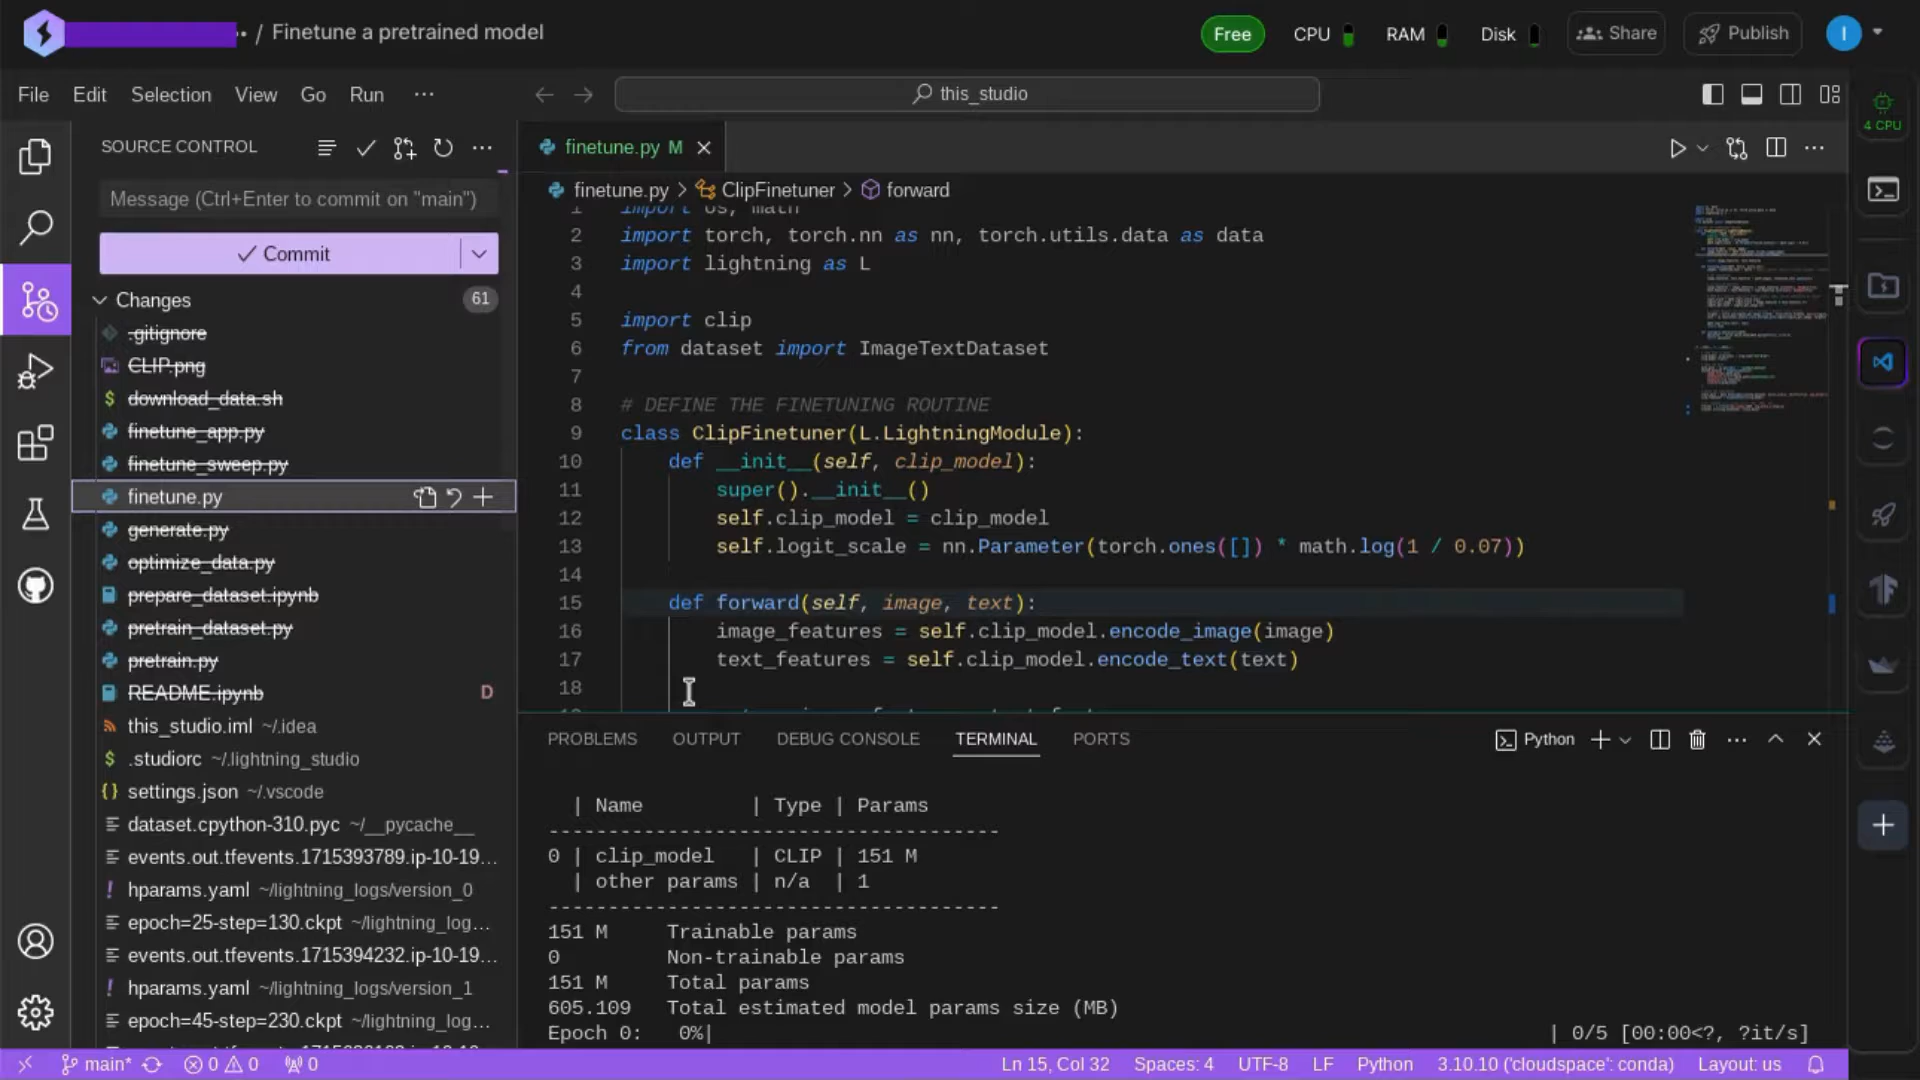 / Finetune a pretrained model
Free CPU RAM Disk Share Publish I
File Edit Selection View Go Run ···
this_studio
4 CPU
SOURCE CONTROL
finetune.py M
Message (Ctrl+Enter to commit on "main")
finetune.py > ClipFinetuner > forward
Commit
Changes 61
.gitignore
CLIP.png
download_data.sh
finetune_app.py
finetune_sweep.py
finetune.py
generate.py
optimize_data.py
prepare_dataset.ipynb
pretrain_dataset.py
pretrain.py
README.ipynb D
this_studio.iml ~/.idea
.studiorc ~/.lightning_studio
settings.json ~/.vscode
dataset.cpython-310.pyc ~/__pycache__
events.out.tfevents.1715393789.ip-10-19...
hparams.yaml ~/lightning_logs/version_0
epoch=25-step=130.ckpt ~/lightning_log...
events.out.tfevents.1715394232.ip-10-19...
hparams.yaml ~/lightning_logs/version_1
epoch=45-step=230.ckpt ~/lightning_log...
1 import os, math
2 import torch, torch.nn as nn, torch.utils.data as data
3 import lightning as L
4
5 import clip
6 from dataset import ImageTextDataset
7
8 # DEFINE THE FINETUNING ROUTINE
9 class ClipFinetuner(L.LightningModule):
10 def __init__(self, clip_model):
11 super().__init__()
12 self.clip_model = clip_model
13 self.logit_scale = nn.Parameter(torch.ones([]) * math.log(1 / 0.07))
14
15 def forward(self, image, text):
16 image_features = self.clip_model.encode_image(image)
17 text_features = self.clip_model.encode_text(text)
18
PROBLEMS OUTPUT DEBUG CONSOLE TERMINAL PORTS
Python
| Name | Type | Params
---------------------------------------
0 | clip_model | CLIP | 151 M
| other params | n/a | 1
---------------------------------------
151 M Trainable params
0 Non-trainable params
151 M Total params
605.109 Total estimated model params size (MB)
Epoch 0: 0%| | 0/5 [00:00<?, ?it/s]
main* 0 0 0
Ln 15, Col 32 Spaces: 4 UTF-8 LF Python 3.10.10 ('cloudspace': conda) Layout: us